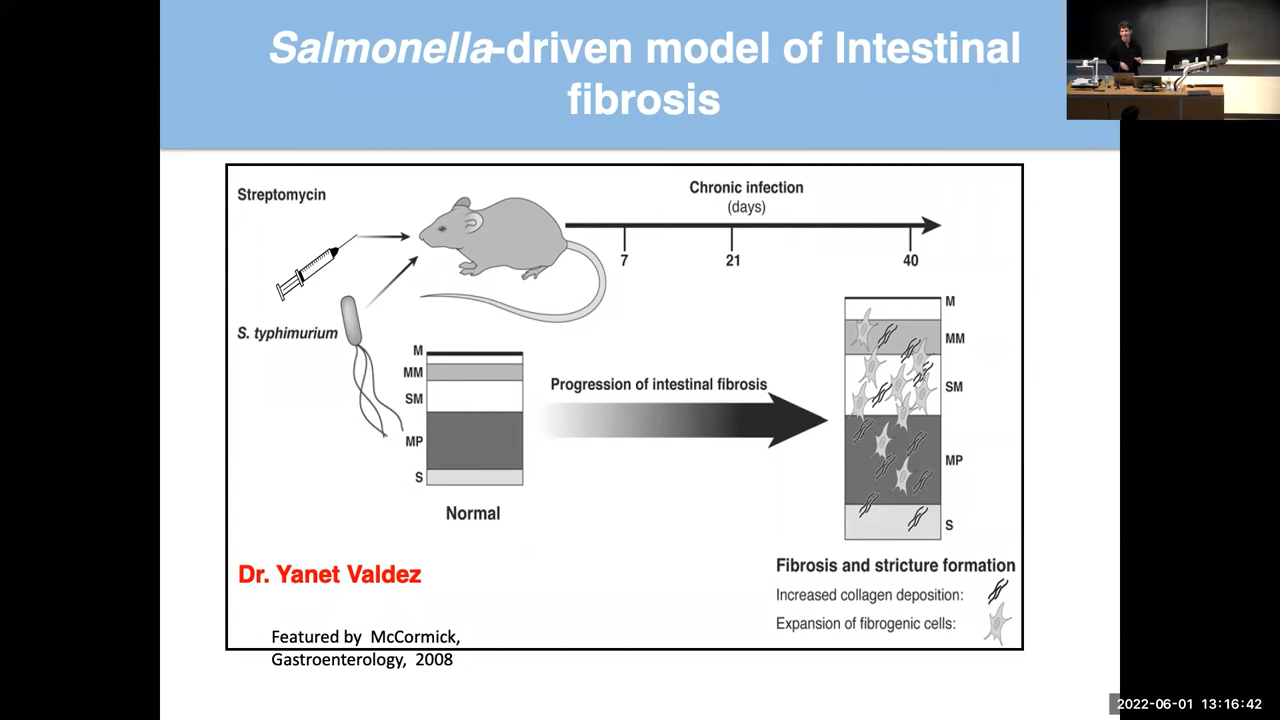 Salmonella-driven model of Intestinal
fibrosis
Streptomycin
S. typhimurium
Chronic infection
(days)
7
21
40
M
MM
SM
MP
S
Normal
Progression of intestinal fibrosis
M
MM
SM
MP
S
Fibrosis and stricture formation
Increased collagen deposition:
Expansion of fibrogenic cells:
Dr. Yanet Valdez
Featured by McCormick,
Gastroenterology, 2008
2022-06-01 13:16:42